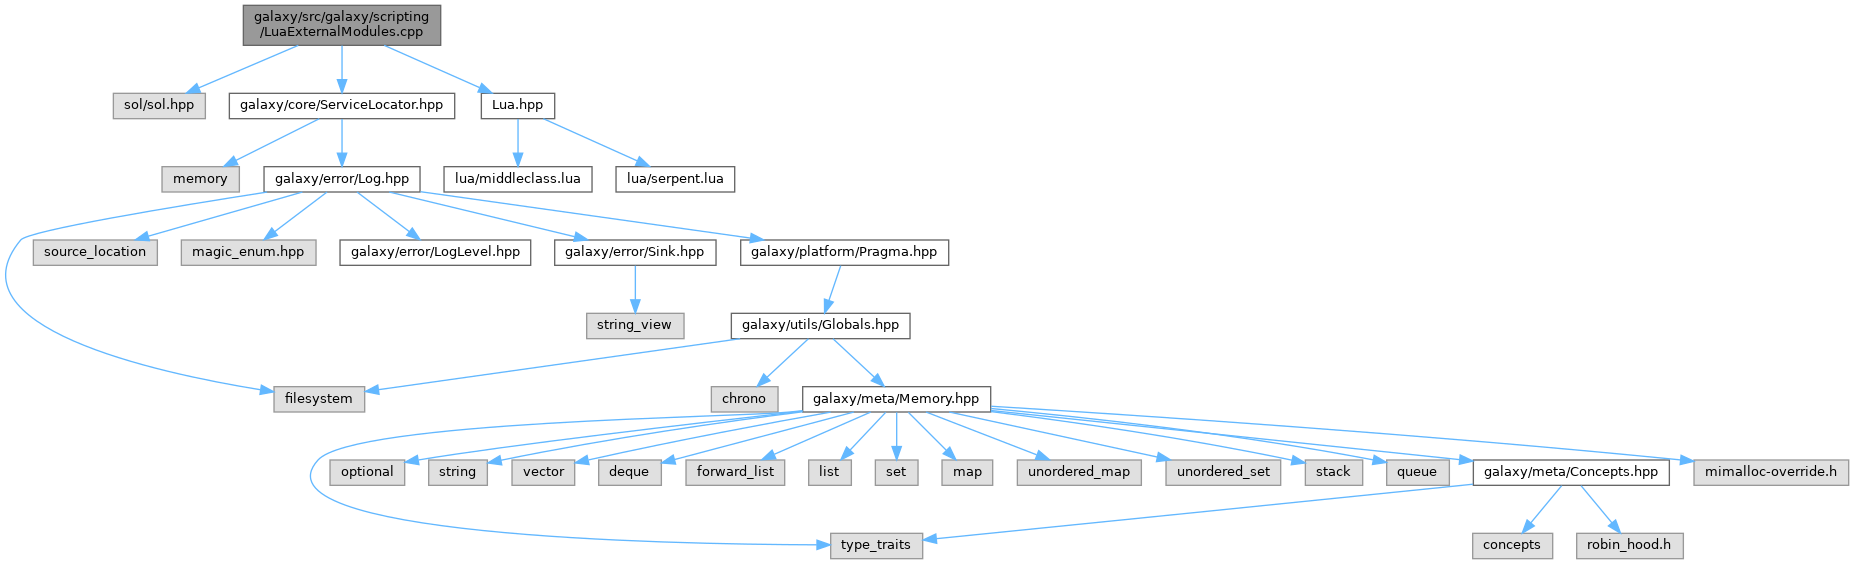 galaxy/src/galaxy/scripting
/LuaExternalModules.cpp
sol/sol.hpp
galaxy/core/ServiceLocator.hpp
Lua.hpp
memory
galaxy/error/Log.hpp
lua/middleclass.lua
lua/serpent.lua
source_location
magic_enum.hpp
galaxy/error/LogLevel.hpp
galaxy/error/Sink.hpp
galaxy/platform/Pragma.hpp
string_view
galaxy/utils/Globals.hpp
filesystem
chrono
galaxy/meta/Memory.hpp
optional
string
vector
deque
forward_list
list
set
map
unordered_map
unordered_set
stack
queue
galaxy/meta/Concepts.hpp
mimalloc-override.h
type_traits
concepts
robin_hood.h